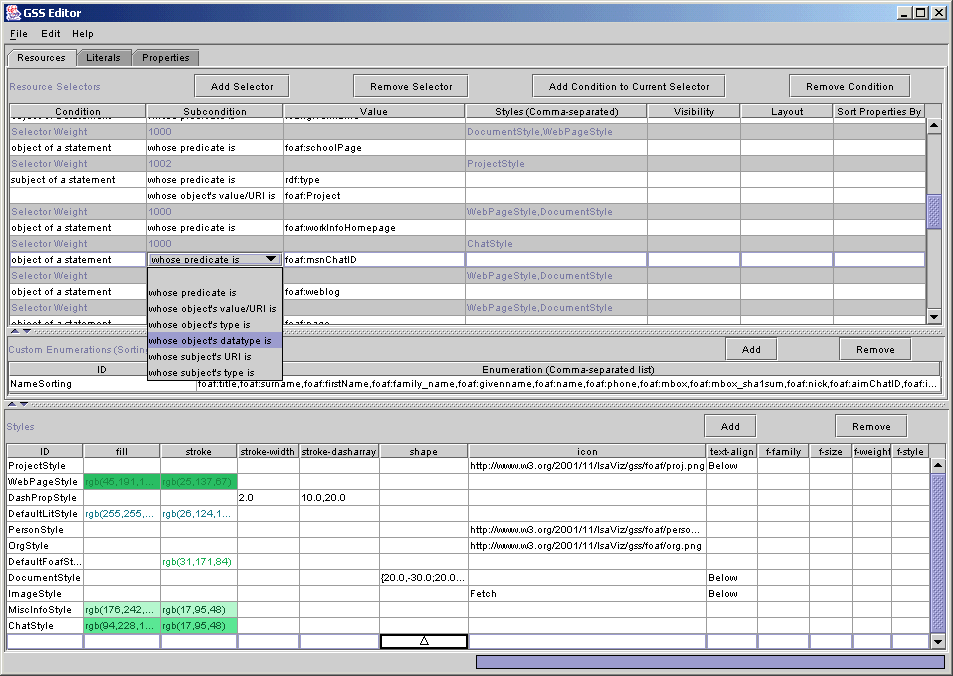 GSS Editor
File Edit Help
Resources Literals Properties
Resource Selectors Add Selector Remove Selector Add Condition to Current Selector Remove Condition
Condition Subcondition Value Styles (Comma-separated) Visibility Layout Sort Properties By
Selector Weight 1000 DocumentStyle,WebPageStyle
object of a statement whose predicate is foaf:schoolPage
Selector Weight 1002 ProjectStyle
subject of a statement whose predicate is rdf:type
whose object's value/URI is foaf:Project
Selector Weight 1000 WebPageStyle,DocumentStyle
object of a statement whose predicate is foaf:workInfoHomepage
Selector Weight 1000 ChatStyle
object of a statement whose predicate is foaf:msnChatID
Selector Weight WebPageStyle,DocumentStyle
object of a statement whose predicate is foaf:weblog
Selector Weight whose object's value/URI is WebPageStyle,DocumentStyle
object of a statement whose object's type is foaf:page
whose object's datatype is
Custom Enumerations (Sortin whose subject's URI is Add Remove
ID Enumeration (Comma-separated list)
whose subject's type is
NameSorting foaf:title,foaf:surname,foaf:firstName,foaf:family_name,foaf:givenname,foaf:name,foaf:phone,foaf:mbox,foaf:mbox_sha1sum,foaf:nick,foaf:aimChatID,foaf:i...
Styles Add Remove
ID fill stroke stroke-width stroke-dasharray shape icon text-align f-family f-size f-weight f-style
ProjectStyle http://www.w3.org/2001/11/IsaViz/gss/foaf/proj.png Below
WebPageStyle rgb(45,191,1... rgb(25,137,67)
DashPropStyle 2.0 10.0,20.0
DefaultLitStyle rgb(255,255,... rgb(26,124,1...
PersonStyle http://www.w3.org/2001/11/IsaViz/gss/foaf/perso...
OrgStyle http://www.w3.org/2001/11/IsaViz/gss/foaf/org.png
DefaultFoafSt... rgb(31,171,84)
DocumentStyle {20.0,-30.0;20.0... Below
ImageStyle Fetch Below
MiscInfoStyle rgb(176,242,... rgb(17,95,48)
ChatStyle rgb(94,228,1... rgb(17,95,48)